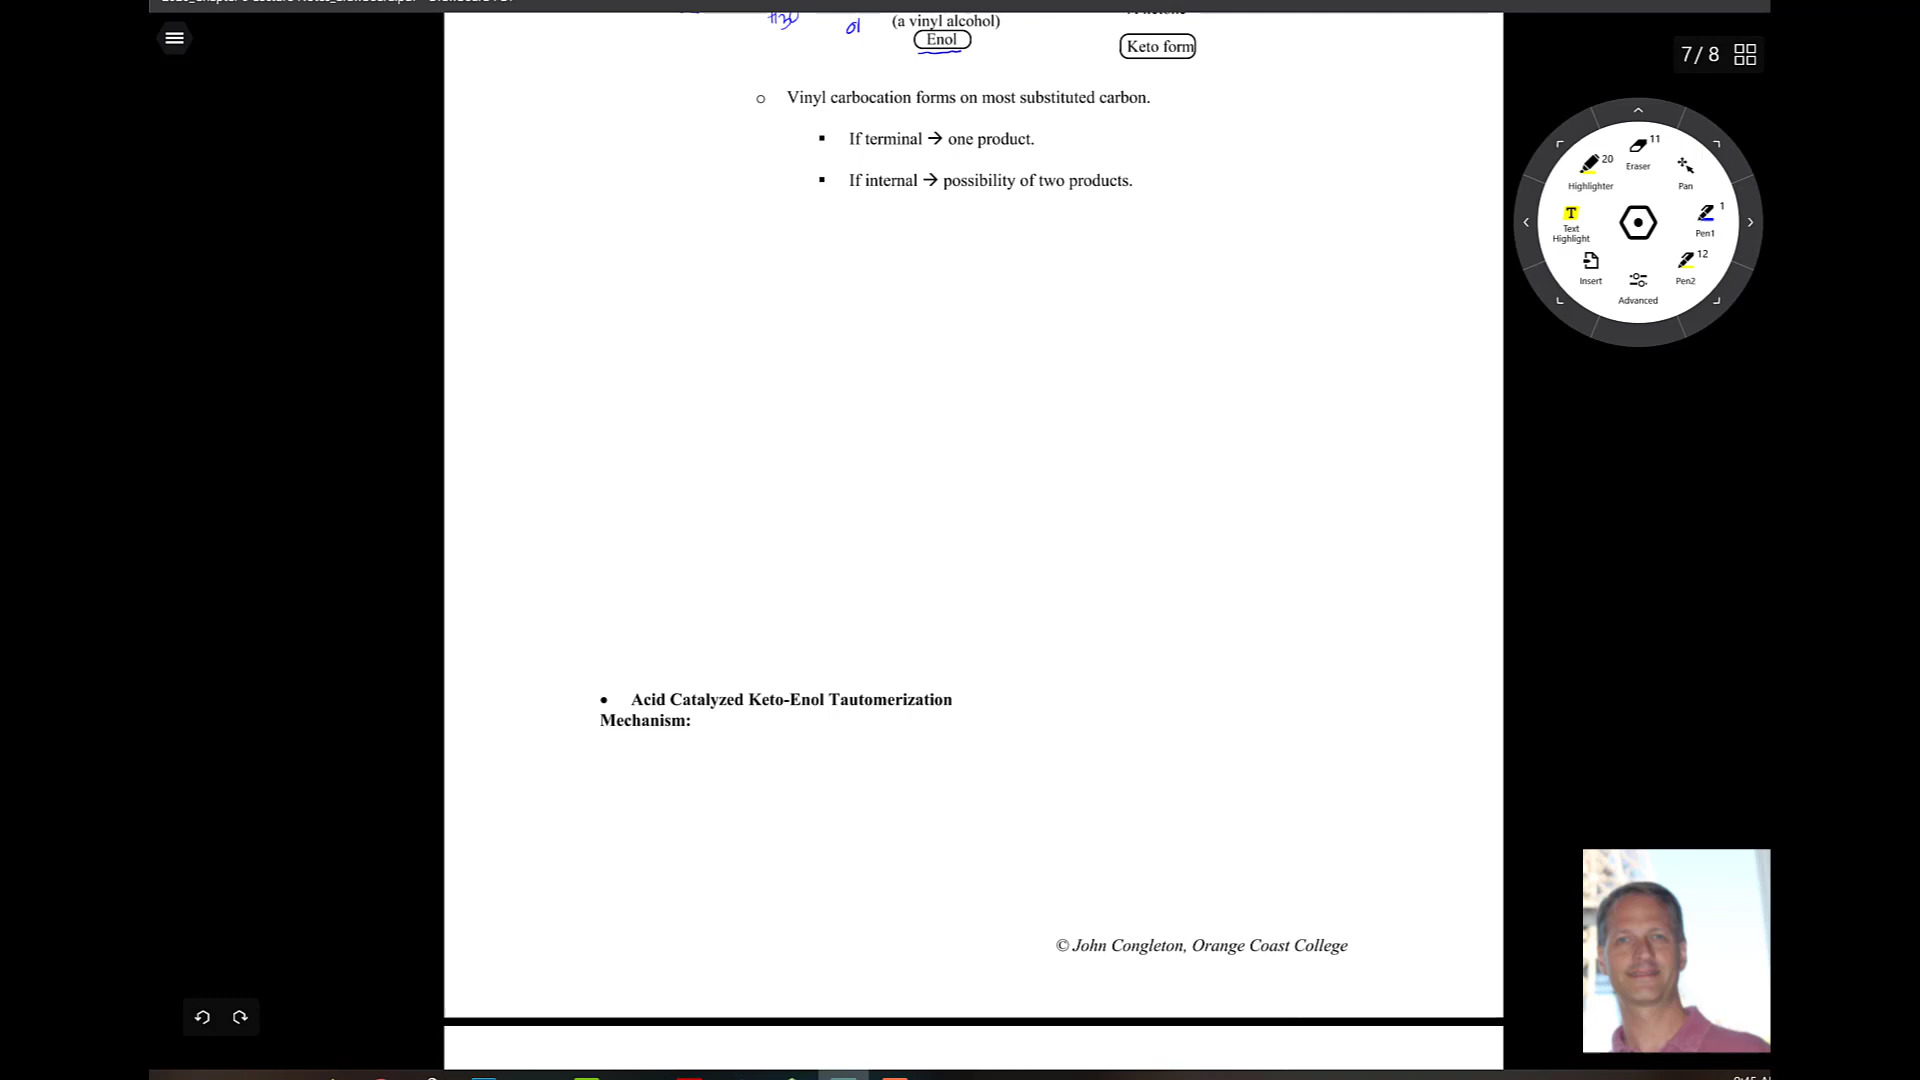 (a vinyl alcohol)
Enol
Keto form
7 / 8
o Vinyl carbocation forms on most substituted carbon.
▪ If terminal → one product.
▪ If internal → possibility of two products.
11
Eraser
20
Highlighter
Pan
T
Text
Highlight
1
Pen1
Insert
12
Pen2
Advanced
• Acid Catalyzed Keto-Enol Tautomerization
Mechanism:
© John Congleton, Orange Coast College